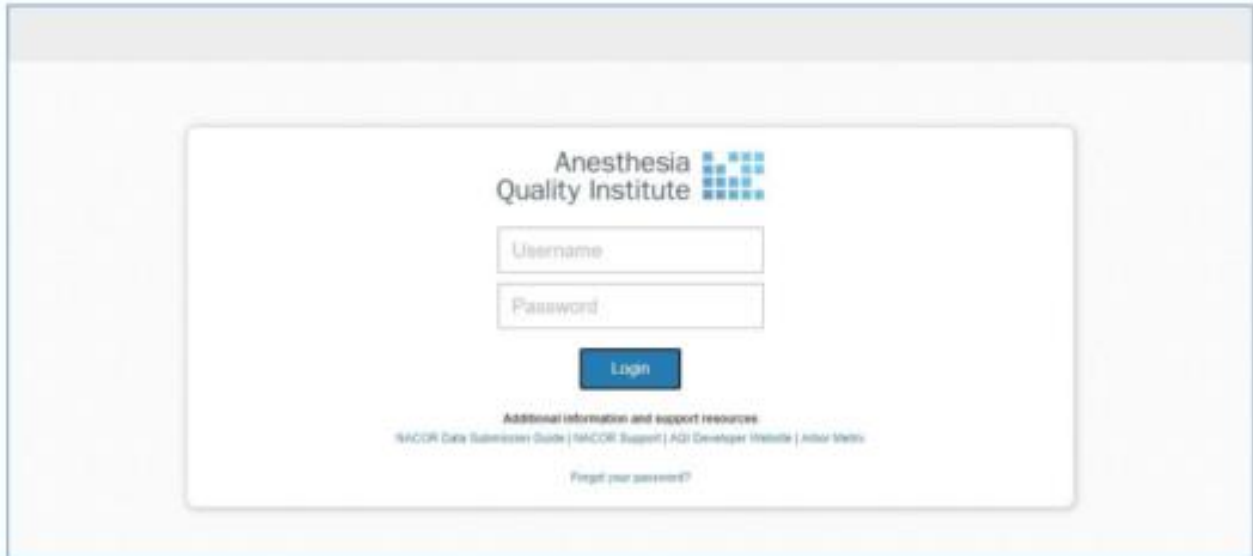 Anesthesia
Quality Institute
Username
Password
Login
Additional information and support resources
NACOR Data Submission Guide | NACOR Support | AQI Developer Website | Arbor Metrix
Forgot your password?